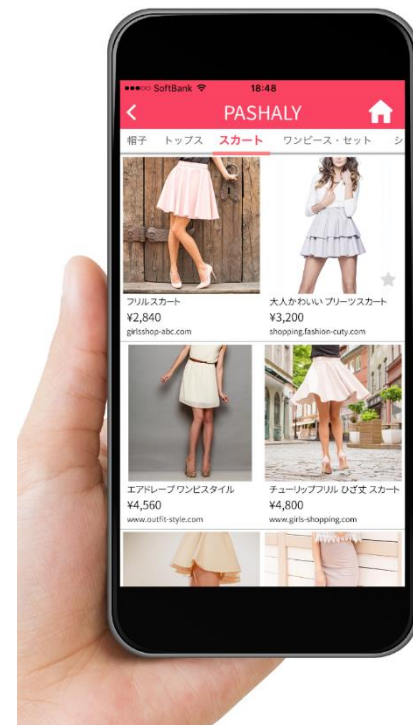 SoftBank 18:48
PASHALY
帽子 トップス スカート ワンピース・セット シ
フリルスカート
¥2,840
girlsshop-abc.com
大人かわいい プリーツスカート
¥3,200
shopping.fashion-cuty.com
エアドレープ ワンピスタイル
¥4,560
www.outfit-style.com
チューリップフリル ひざ丈 スカート
¥4,800
www.girls-shopping.com